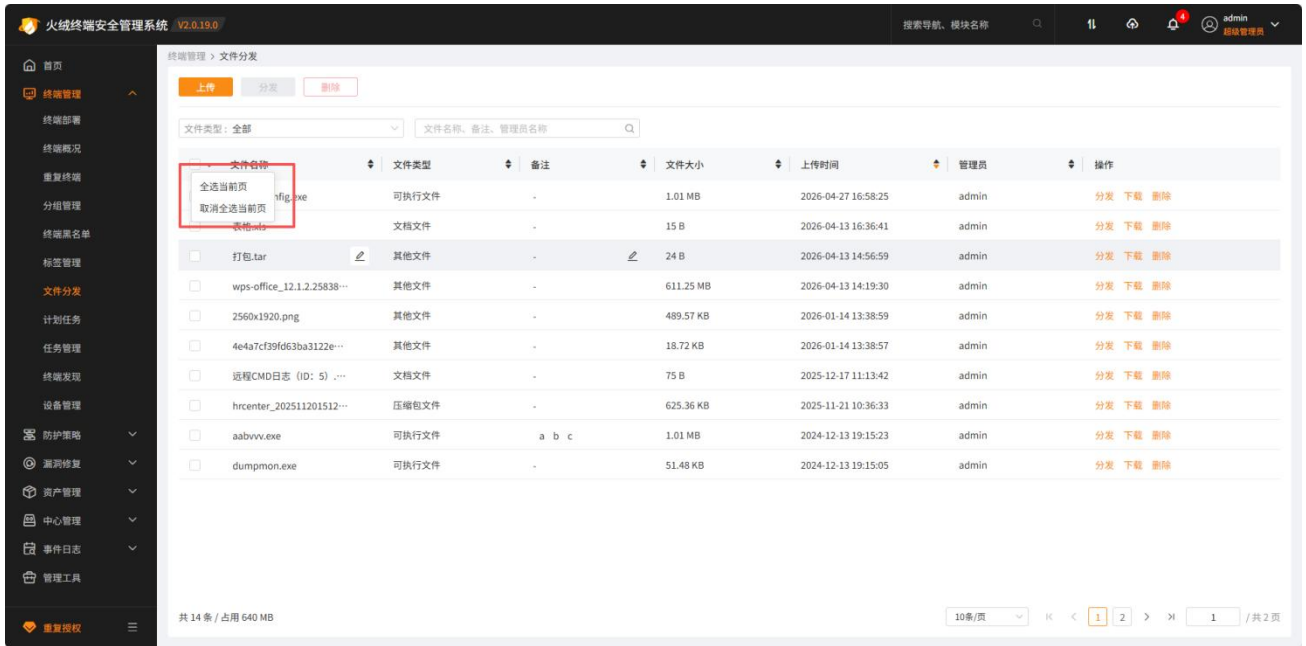 火绒终端安全管理系统 V2.0.19.0 搜索导航、模块名称 4 admin
超级管理员
首页
终端管理
终端部署
终端概况
重复终端
分组管理
终端黑名单
标签管理
文件分发
计划任务
任务管理
终端发现
设备管理
防护策略
漏洞修复
资产管理
中心管理
事件日志
管理工具
重复授权
终端管理 > 文件分发
上传 分发 删除
文件类型: 全部 文件名称、备注、管理员名称
文件名称 文件类型 备注 文件大小 上传时间 管理员 操作
全选当前页
取消全选当前页
nfig.exe 可执行文件 - 1.01 MB 2026-04-27 16:58:25 admin 分发 下载 删除
表格.xls 文档文件 - 15 B 2026-04-13 16:36:41 admin 分发 下载 删除
打包.tar 其他文件 - 24 B 2026-04-13 14:56:59 admin 分发 下载 删除
wps-office_12.1.2.25838··· 其他文件 - 611.25 MB 2026-04-13 14:19:30 admin 分发 下载 删除
2560x1920.png 其他文件 - 489.57 KB 2026-01-14 13:38:59 admin 分发 下载 删除
4e4a7cf39fd63ba3122e··· 其他文件 - 18.72 KB 2026-01-14 13:38:57 admin 分发 下载 删除
远程CMD日志（ID：5）.··· 文档文件 - 75 B 2025-12-17 11:13:42 admin 分发 下载 删除
hrcenter_202511201512··· 压缩包文件 - 625.36 KB 2025-11-21 10:36:33 admin 分发 下载 删除
aabvvv.exe 可执行文件 a b c 1.01 MB 2024-12-13 19:15:23 admin 分发 下载 删除
dumpmon.exe 可执行文件 - 51.48 KB 2024-12-13 19:15:05 admin 分发 下载 删除
共 14 条 / 占用 640 MB 10条/页 1 2 1 / 共 2 页